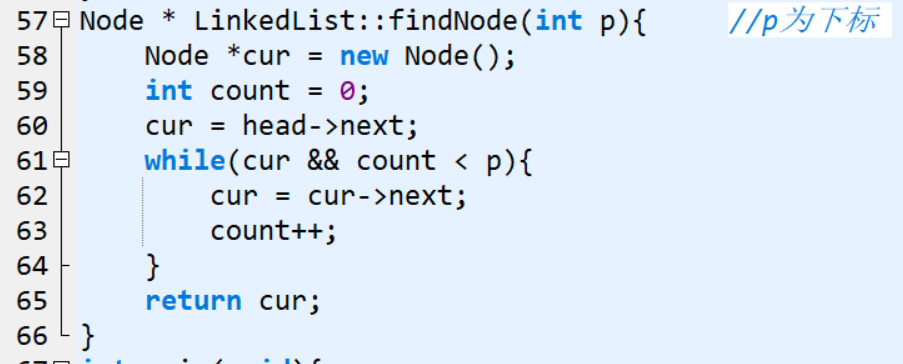 57 Node * LinkedList::findNode(int p){ //p为下标
58 Node *cur = new Node();
59 int count = 0;
60 cur = head->next;
61 while(cur && count < p){
62 cur = cur->next;
63 count++;
64 }
65 return cur;
66 }